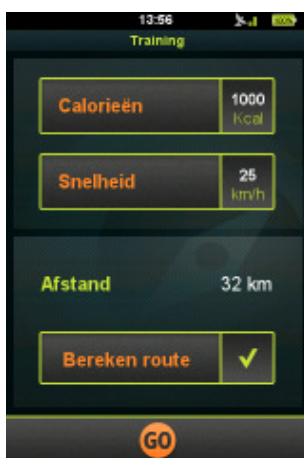 13:56
100%
Training
Calorieën
1000
Kcal
Snelheid
25
km/h
Afstand
32 km
Bereken route
GO